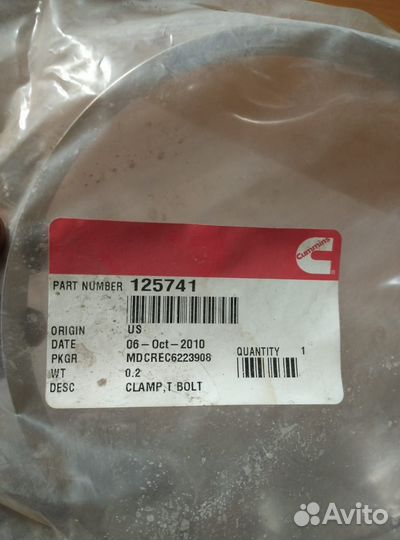 Cummins
PART NUMBER 125741
ORIGIN US
DATE 06-Oct-2010
PKGR MDCREC6223908
QUANTITY 1
WT 0.2
DESC CLAMP,T BOLT
Avito